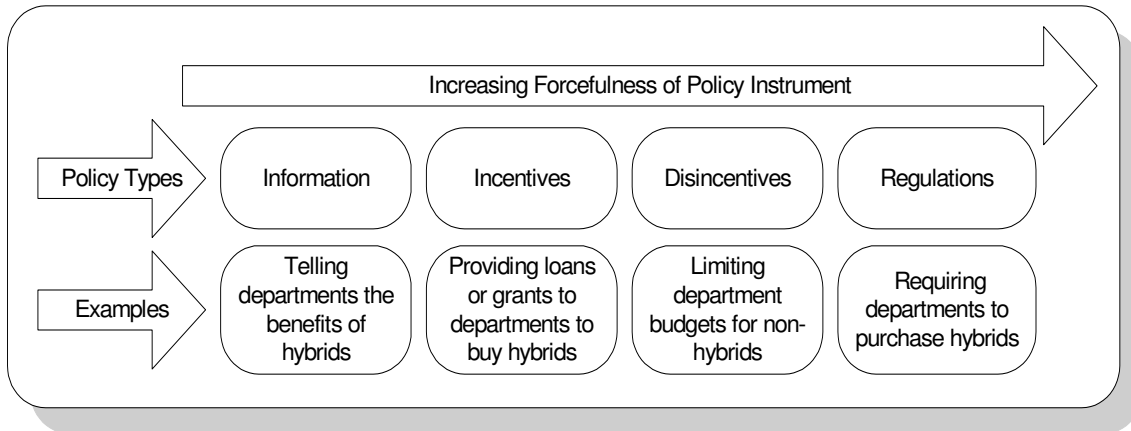 Increasing Forcefulness of Policy Instrument
Policy Types
Information
Incentives
Disincentives
Regulations
Examples
Telling
departments the
benefits of
hybrids
Providing loans
or grants to
departments to
buy hybrids
Limiting
department
budgets for non-
hybrids
Requiring
departments to
purchase hybrids